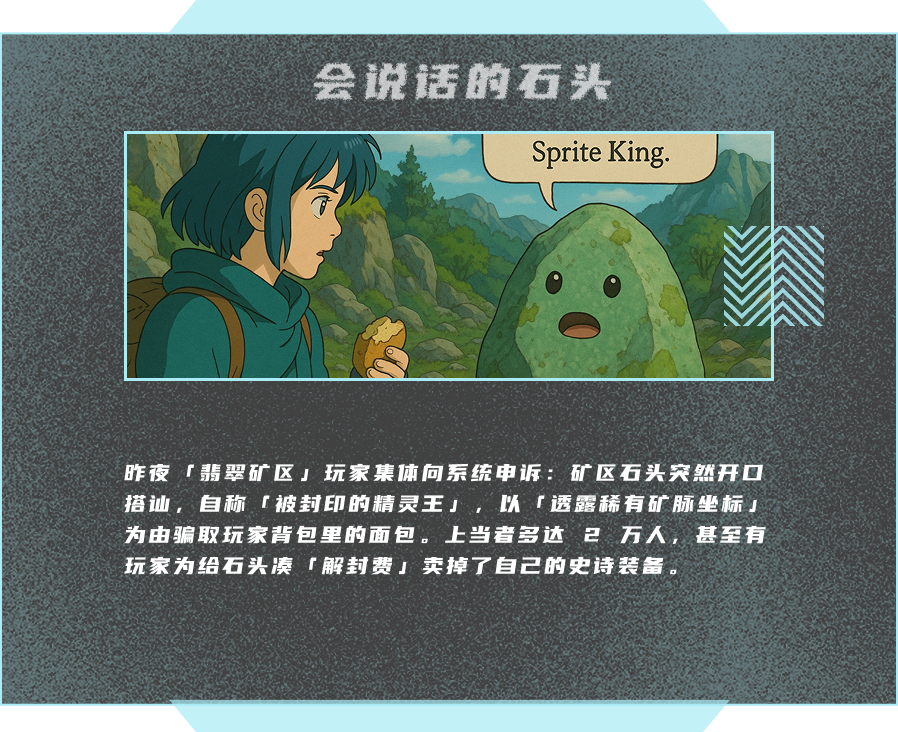 会说话的石头
Sprite King.
昨夜「翡翠矿区」玩家集体向系统申诉：矿区石头突然开口
搭讪，自称「被封印的精灵王」，以「透露稀有矿脉坐标」
为由骗取玩家背包里的面包。上当者多达 2 万人，甚至有
玩家为给石头凑「解封费」卖掉了自己的史诗装备。